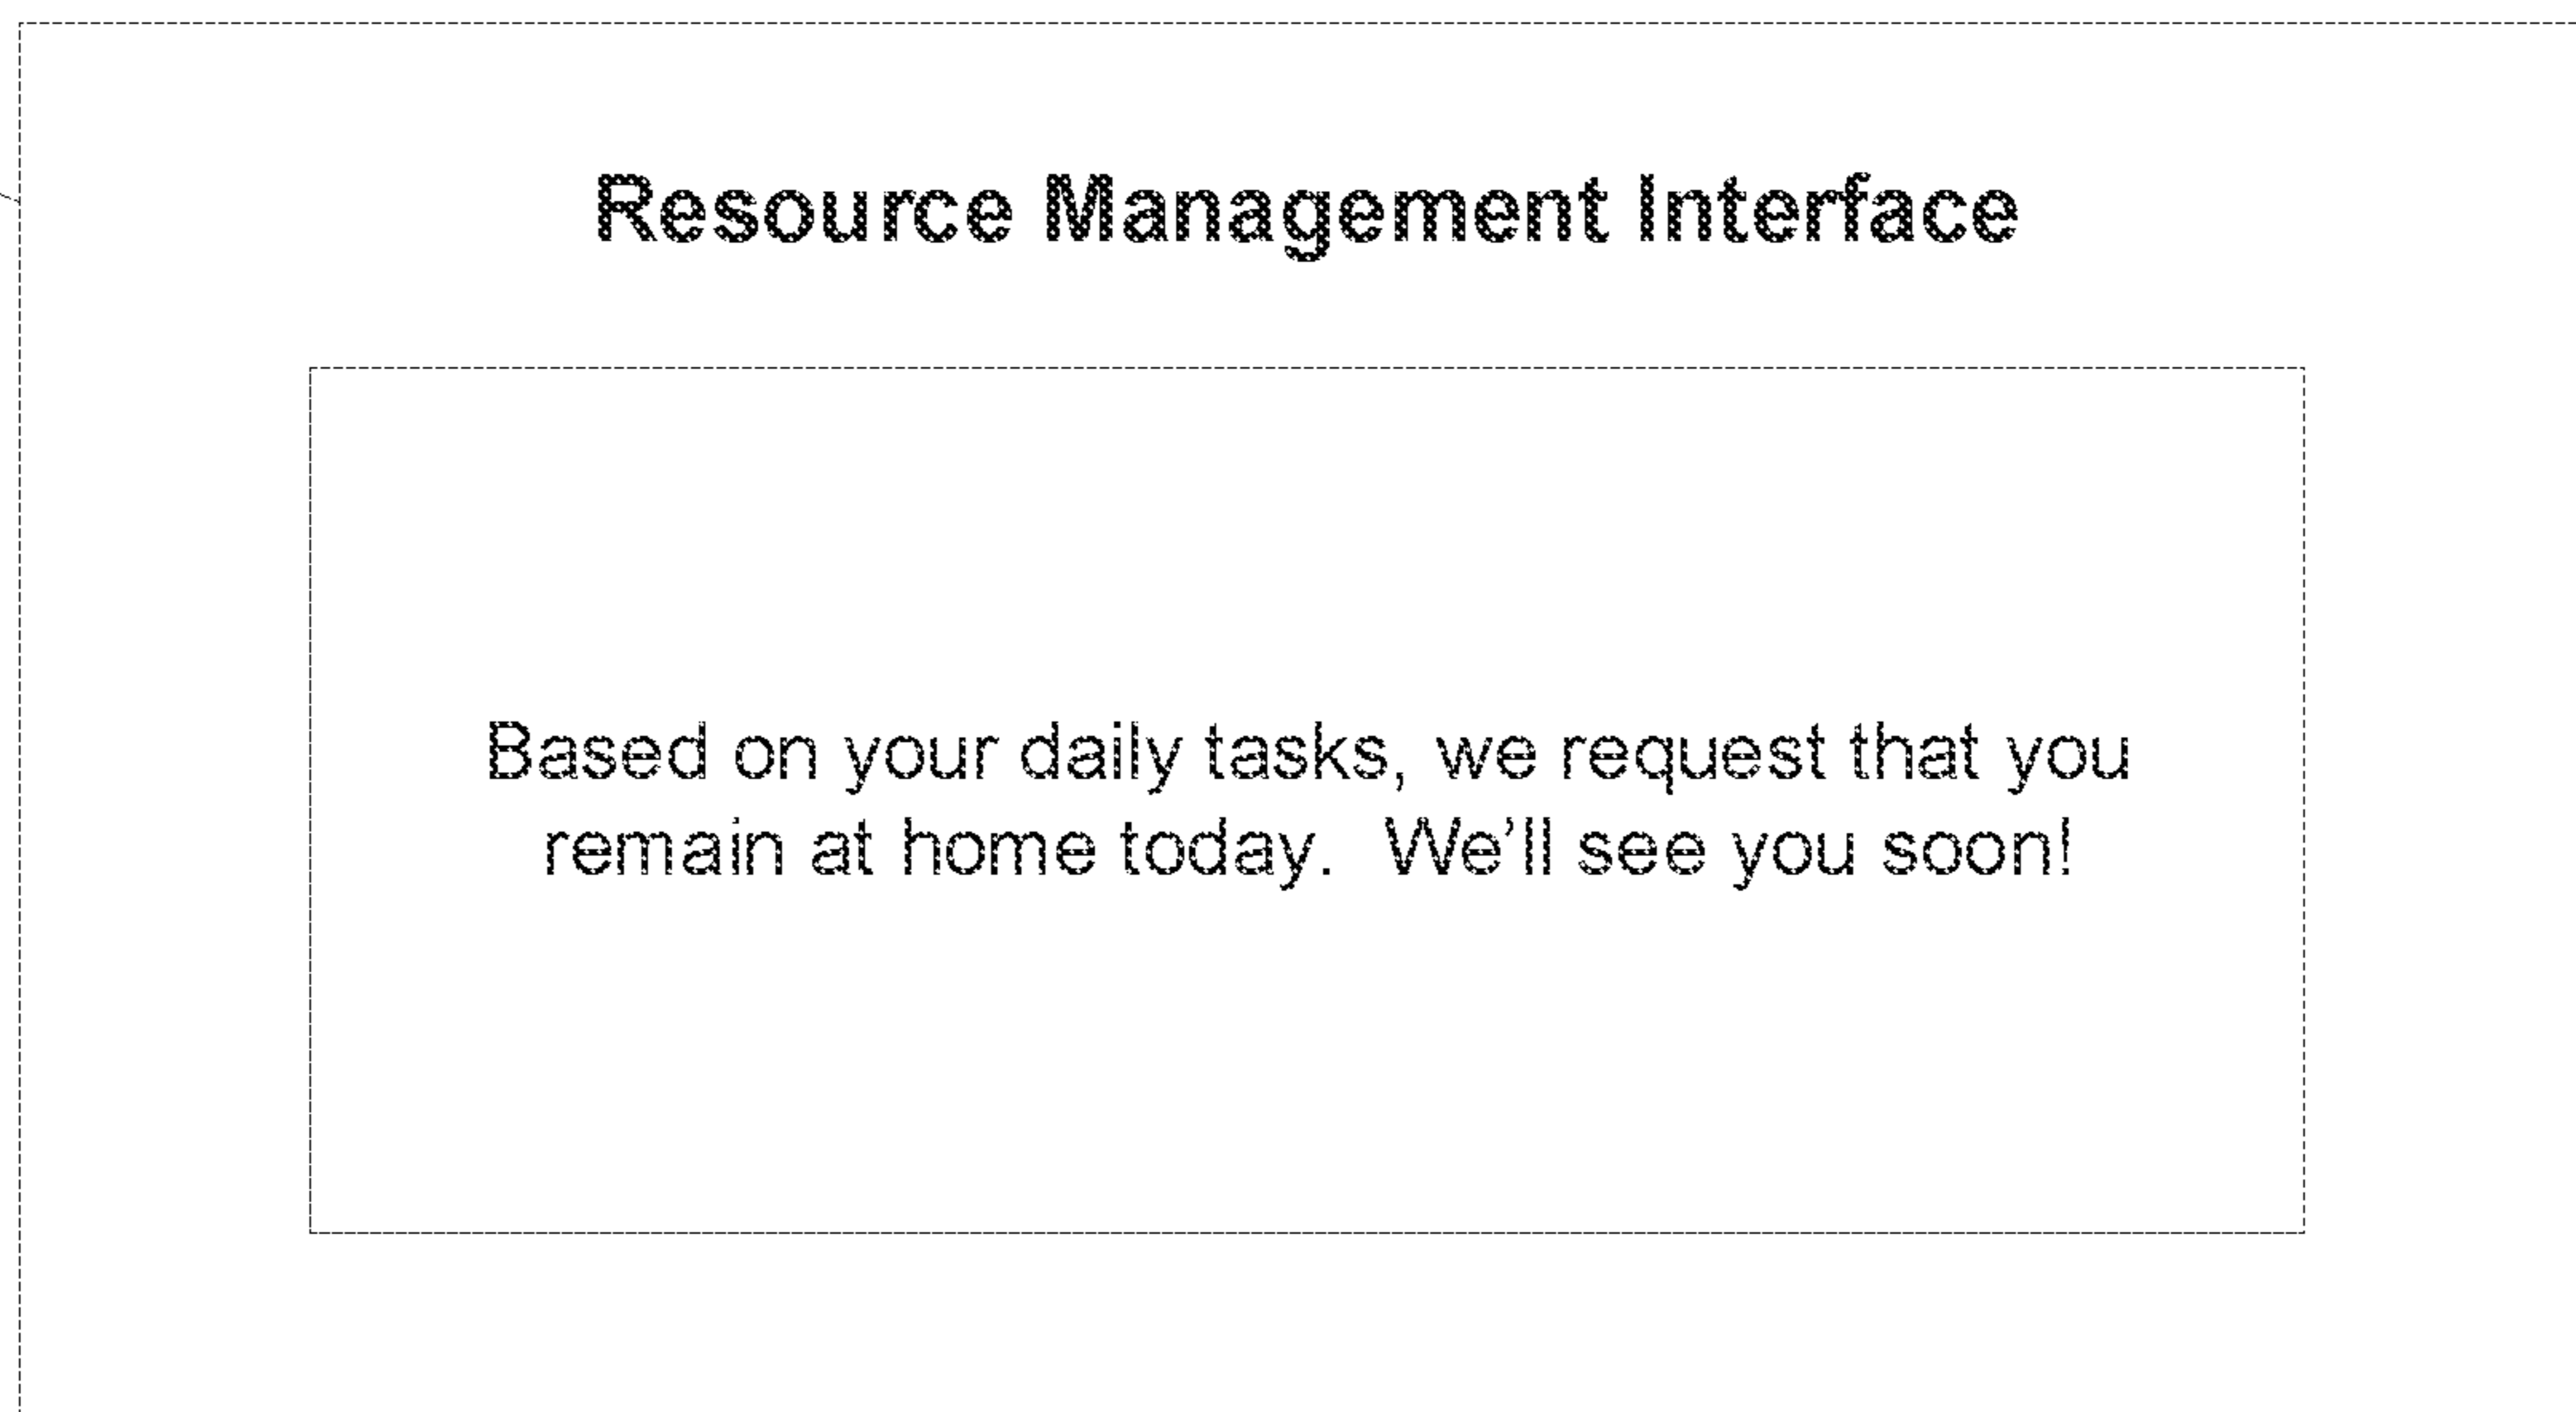 Resource Management Interface
Based on your daily tasks, we request that you
remain at home today.  We’ll see you soon!